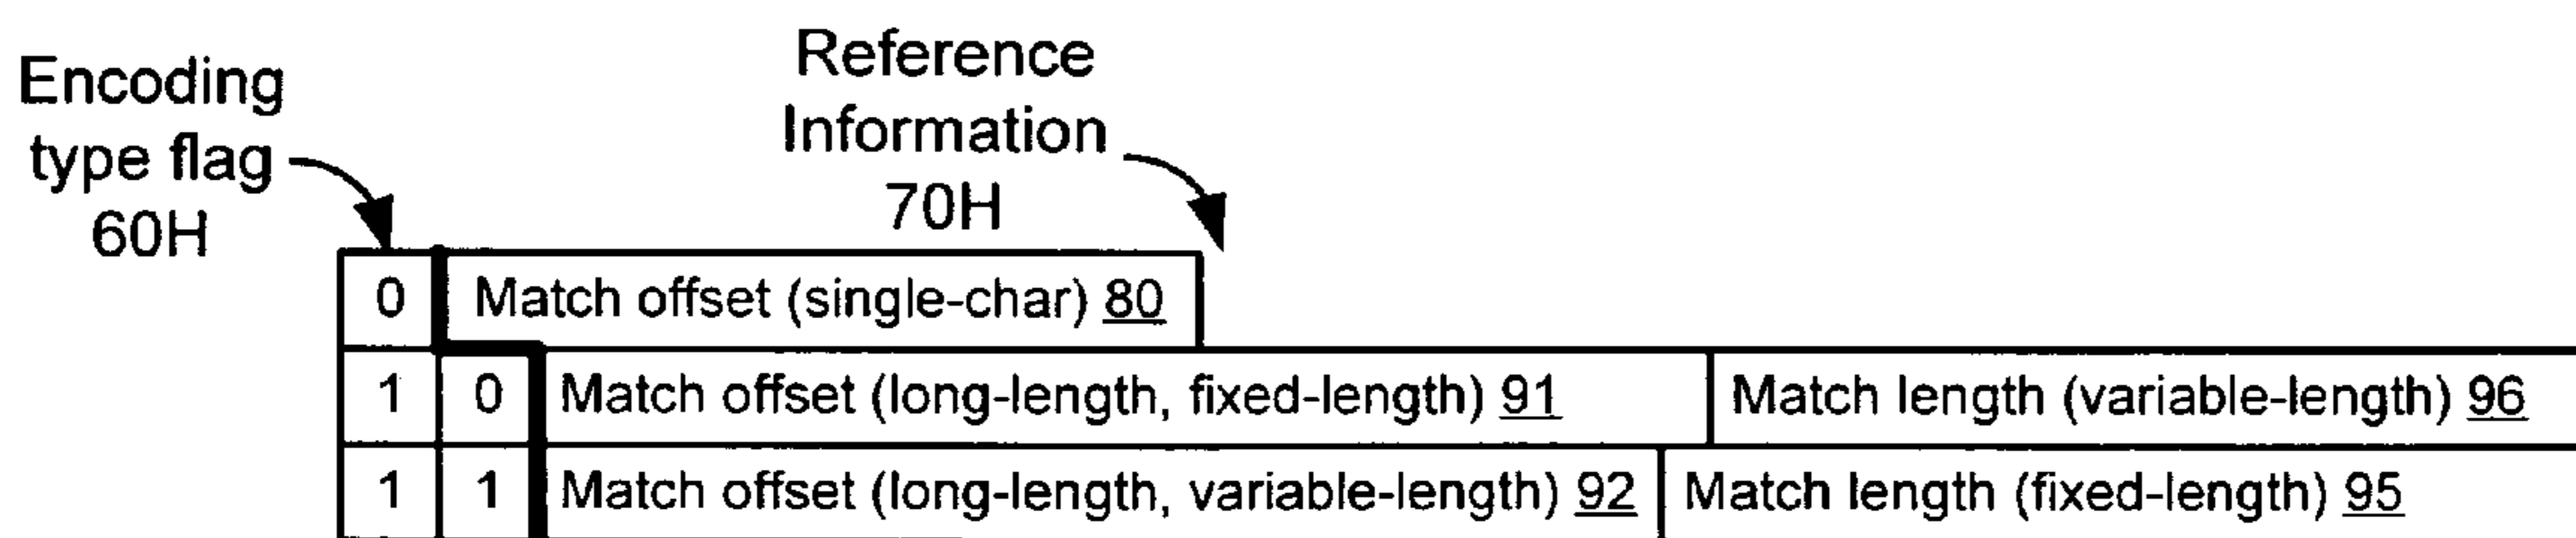 Encoding
type flag
60H
Reference
Information
70H
0 Match offset (single-char) 80
1 0 Match offset (long-length, fixed-length) 91 Match length (variable-length) 96
1 1 Match offset (long-length, variable-length) 92 Match length (fixed-length) 95